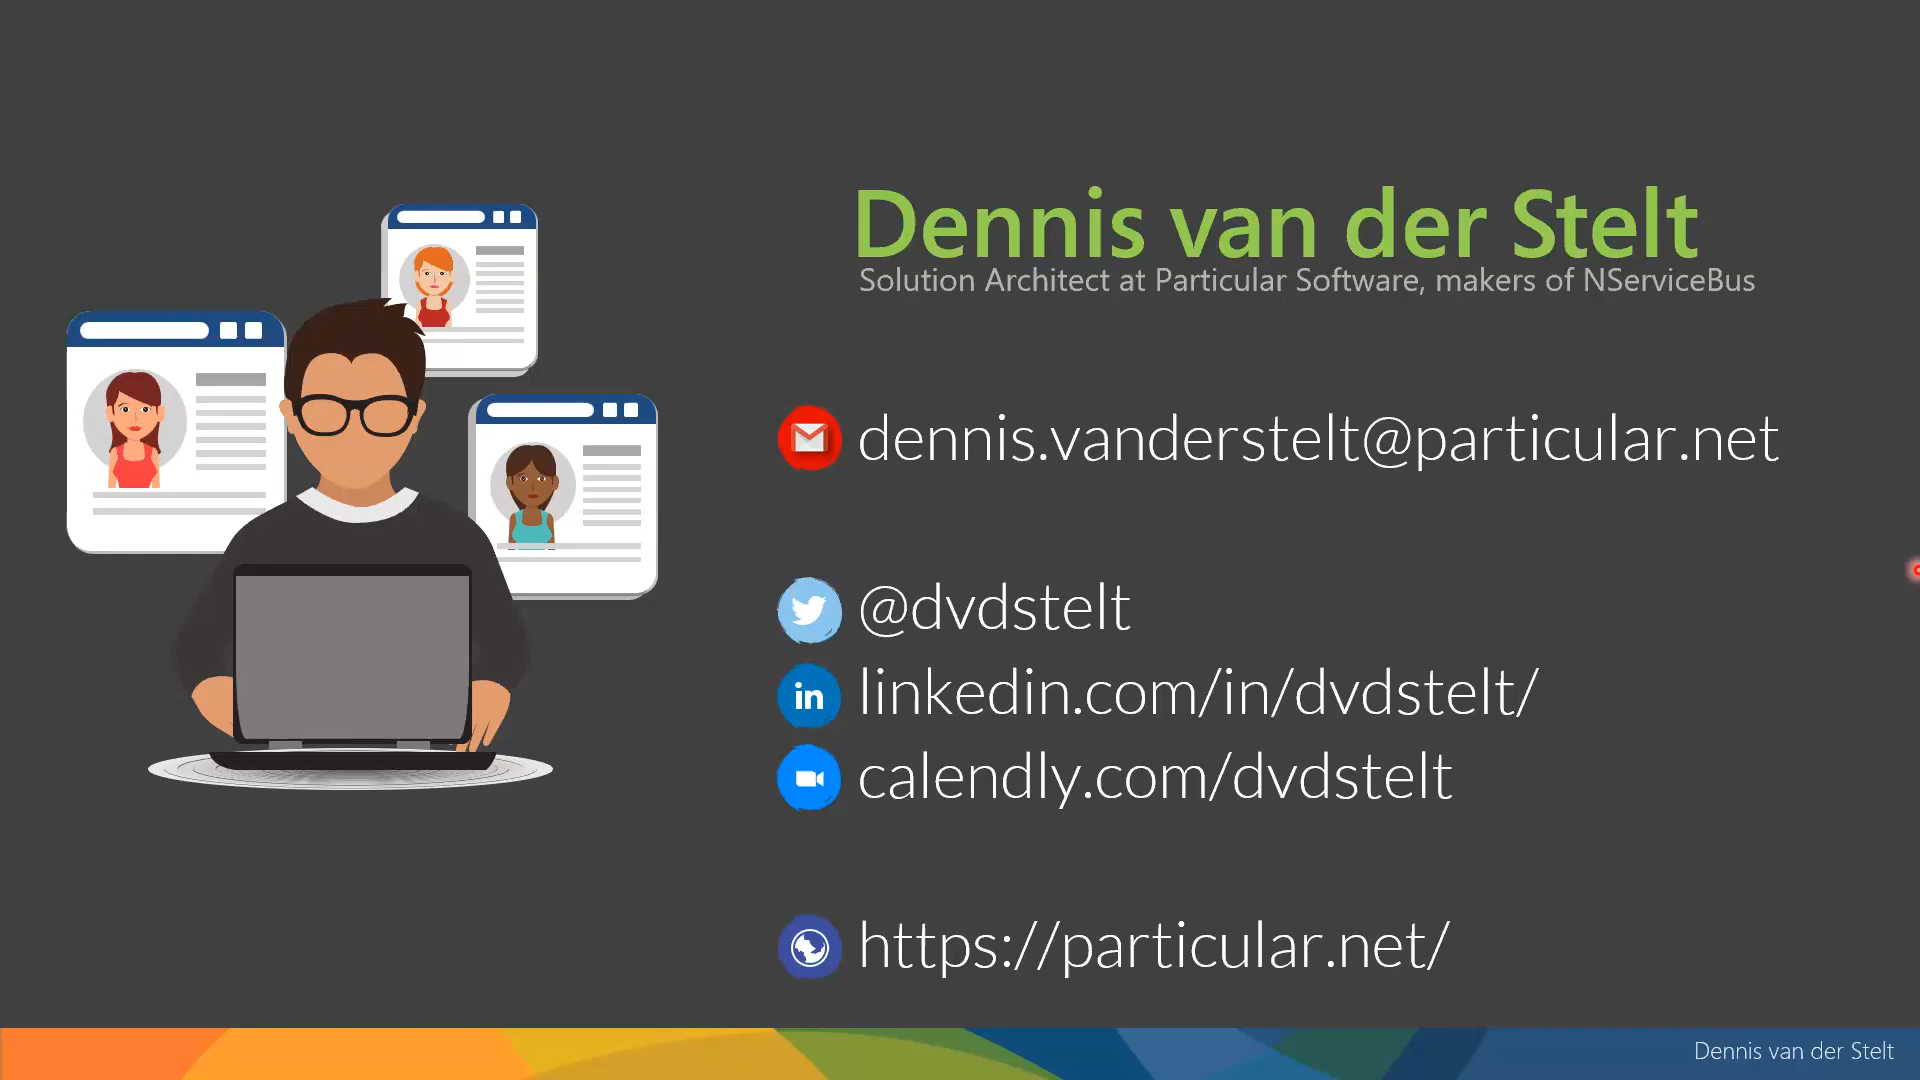 Dennis van der Stelt
Solution Architect at Particular Software, makers of NServiceBus
dennis.vanderstelt@particular.net
@dvdstelt
in linkedin.com/in/dvdstelt/
calendly.com/dvdstelt
https://particular.net/
Dennis van der Stelt